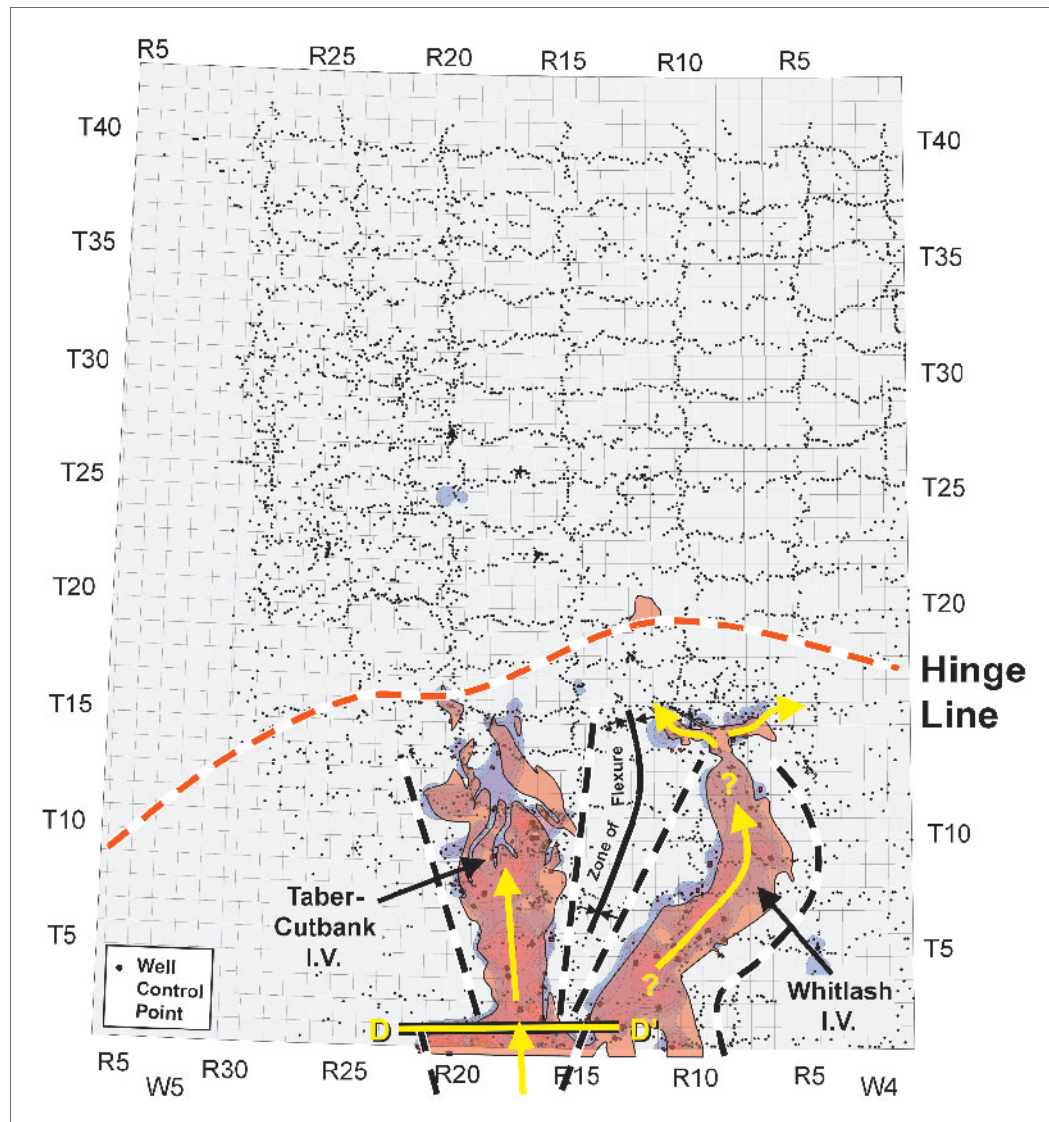 R5 R25 R20 R15 R10 R5
T40 T40
T35 T35
T30 T30
T25 T25
T20 T20
Hinge
Line
T15
Zone of Flexure
?
T10 T10
Taber-
Cutbank
I.V.
T5 T5
?
Whitlash
I.V.
• Well
Control
Point
D D'
R5 R30 R25 R20 R15 R10 R5
W5 W4